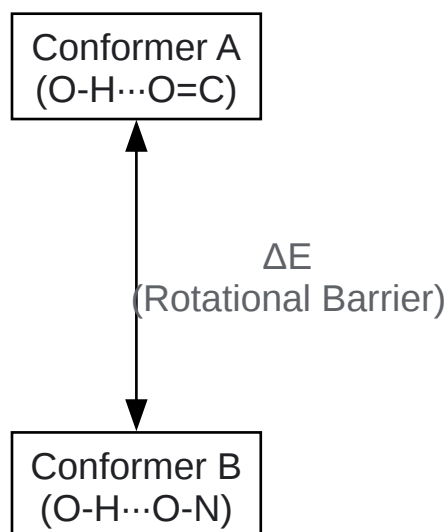 Conformer A
(O-H···O=C)
ΔE
(Rotational Barrier)
Conformer B
(O-H···O-N)